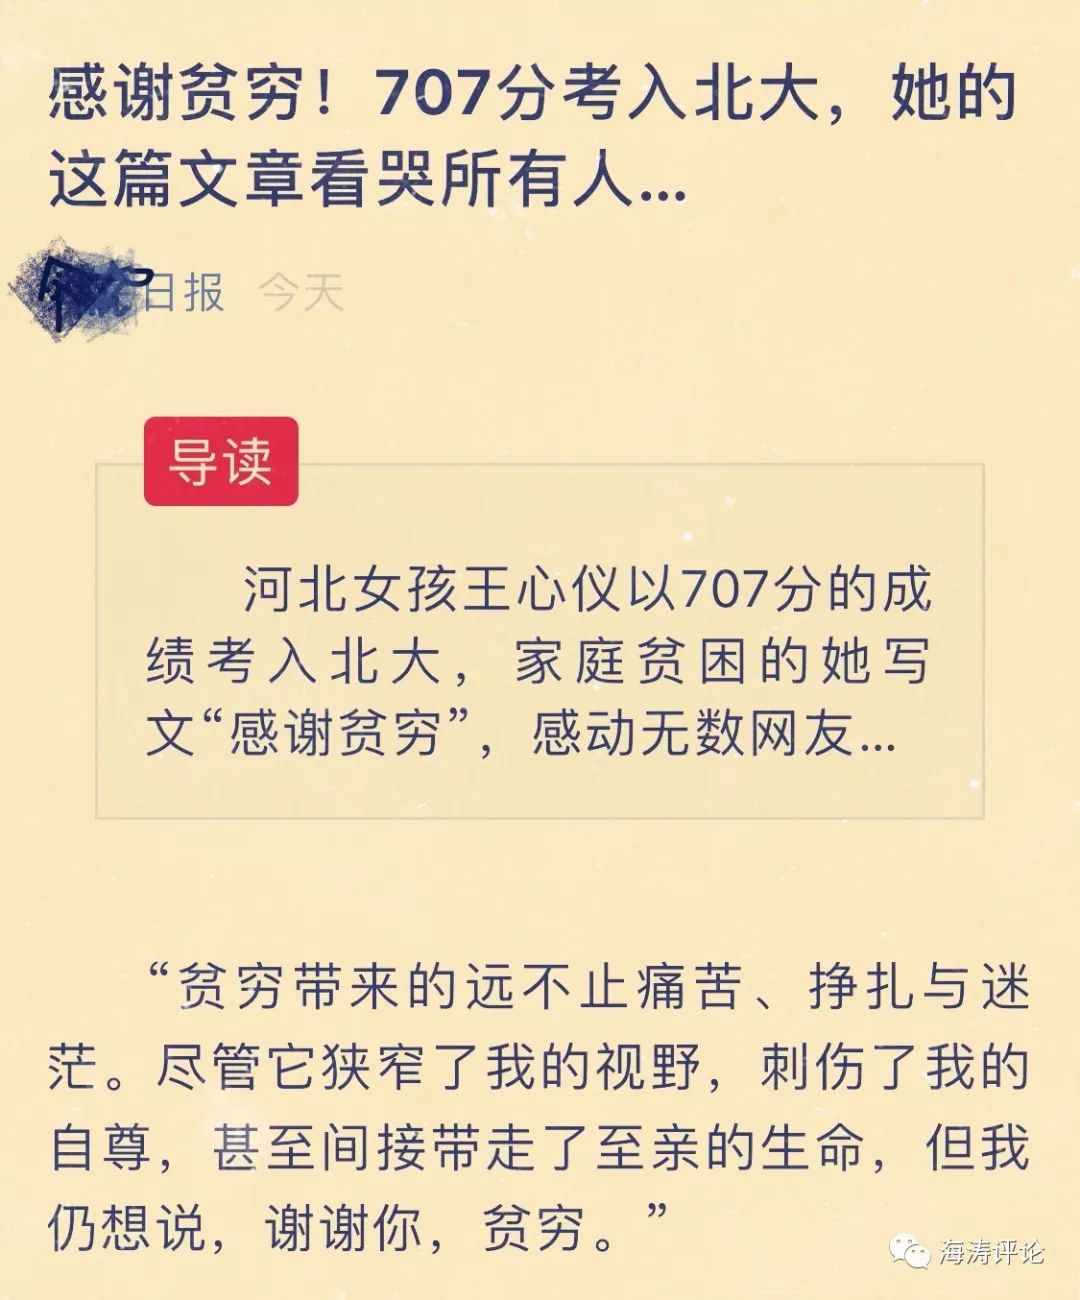 感谢贫穷！707分考入北大，她的
这篇文章看哭所有人...
日报 今天
导读
河北女孩王心仪以707分的成
绩考入北大，家庭贫困的她写
文“感谢贫穷”，感动无数网友...
“贫穷带来的远不止痛苦、挣扎与迷
茫。尽管它狭窄了我的视野，刺伤了我的
自尊，甚至间接带走了至亲的生命，但我
仍想说，谢谢你，贫穷。”
海涛评论